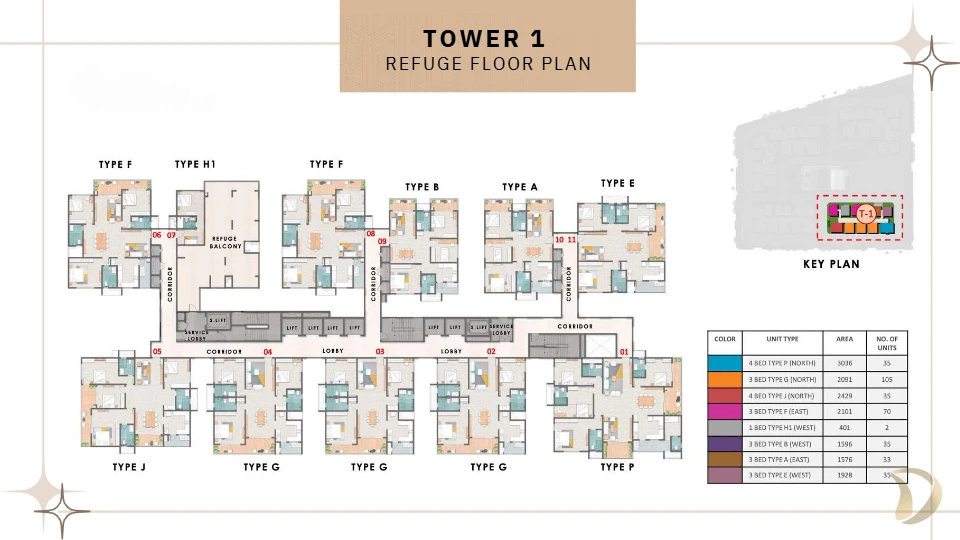 TOWER 1
REFUGE FLOOR PLAN
TYPE F
TYPE H1
TYPE F
TYPE B
TYPE A
TYPE E
06 07
08
09
10 11
REFUGE
BALCONY
CORRIDOR
CORRIDOR
CORRIDOR
S.LIFT
SERVICE
LOBBY
LIFT
LIFT
LIFT
LIFT
LIFT
LIFT
S.LIFT
SERVICE
LOBBY
CORRIDOR
05
CORRIDOR
04
LOBBY
03
LOBBY
02
01
TYPE J
TYPE G
TYPE G
TYPE G
TYPE P
T-1
KEY PLAN
COLOR UNIT TYPE AREA NO. OF UNITS
4 BED TYPE P (NORTH) 3036 35
3 BED TYPE G (NORTH) 2091 105
4 BED TYPE J (NORTH) 2429 35
3 BED TYPE F (EAST) 2101 70
1 BED TYPE H1 (WEST) 401 2
3 BED TYPE B (WEST) 1596 35
3 BED TYPE A (EAST) 1576 33
3 BED TYPE E (WEST) 1928 35